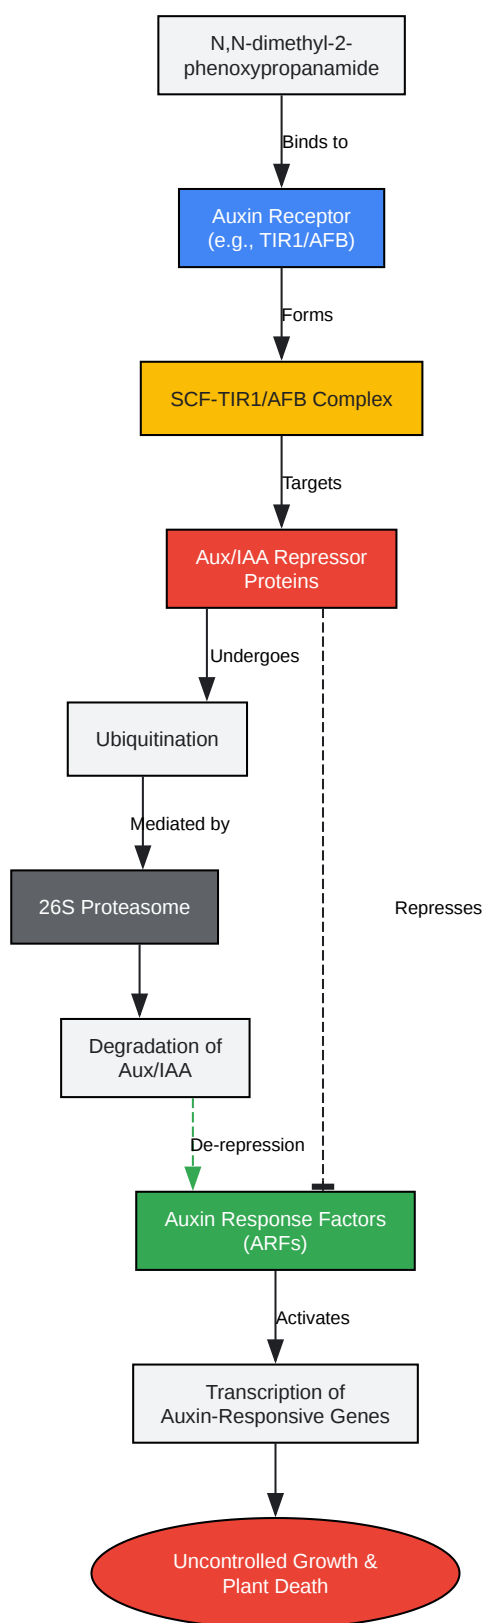 N,N-dimethyl-2-
phenoxypropanamide
Binds to
Auxin Receptor
(e.g., TIR1/AFB)
Forms
SCF-TIR1/AFB Complex
Targets
Aux/IAA Repressor
Proteins
Undergoes
Ubiquitination
Mediated by
26S Proteasome
Represses
Degradation of
Aux/IAA
De-repression
Auxin Response Factors
(ARFs)
Activates
Transcription of
Auxin-Responsive Genes
Uncontrolled Growth &
Plant Death